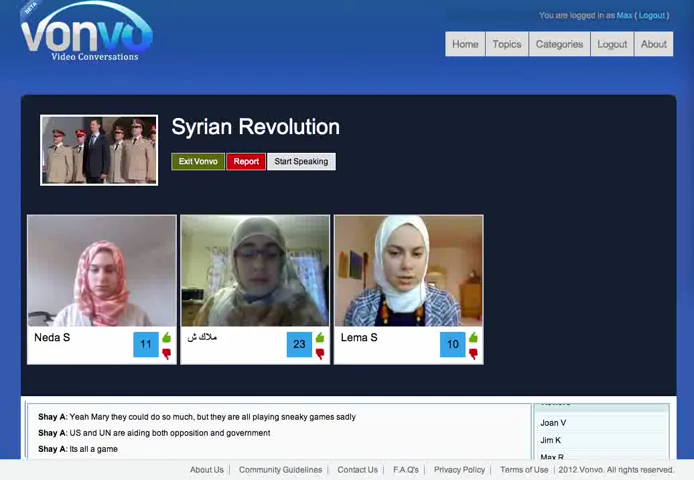 BETA
vonvo
Video Conversations
You are logged in as Max ( Logout )
Home Topics Categories Logout About
Syrian Revolution
Exit Vonvo Report Start Speaking
Neda S 11
ملاك ش 23
Lema S 10
Shay A: Yeah Mary they could do so much, but they are all playing sneaky games sadly
Shay A: US and UN are aiding both opposition and government
Shay A: Its all a game
Joan V
Jim K
Max R
About Us | Community Guidelines | Contact Us | F.A.Q's | Privacy Policy | Terms of Use | 2012 Vonvo. All rights reserved.